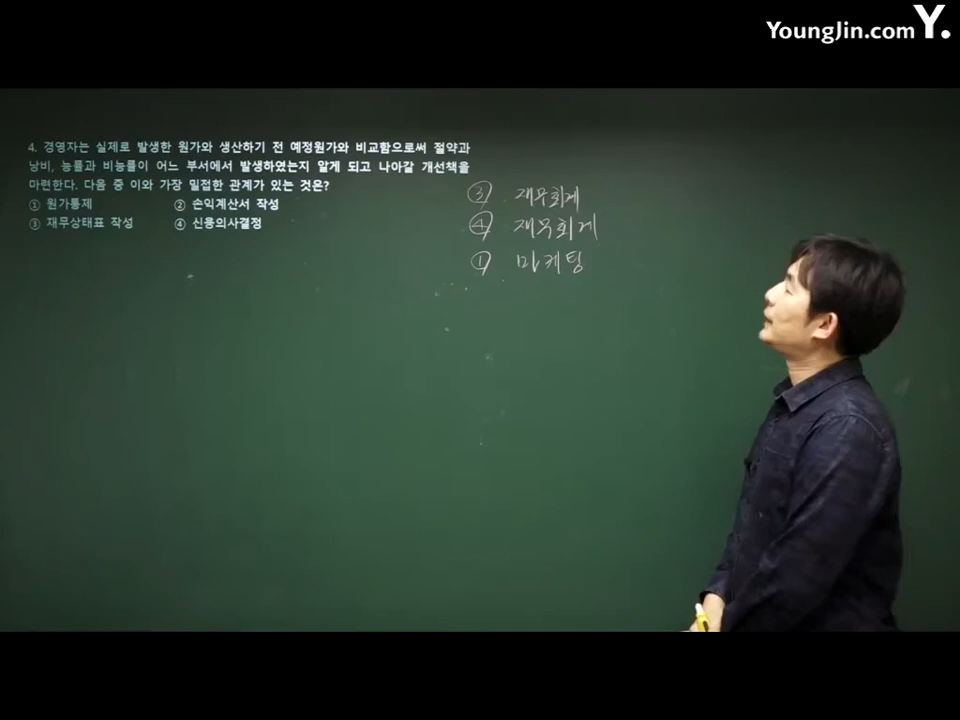 YoungJin.com Y.
4. 경영자는 실제로 발생한 원가와 생산하기 전 예정원가와 비교함으로써 절약과
낭비, 능률과 비능률이 어느 부서에서 발생하였는지 알게 되고 나아갈 개선책을
마련한다. 다음 중 이와 가장 밀접한 관계가 있는 것은?
① 원가통제 ② 손익계산서 작성
③ 재무상태표 작성 ④ 신용의사결정
③ 재무회계
④ 재무회계
① 마케팅